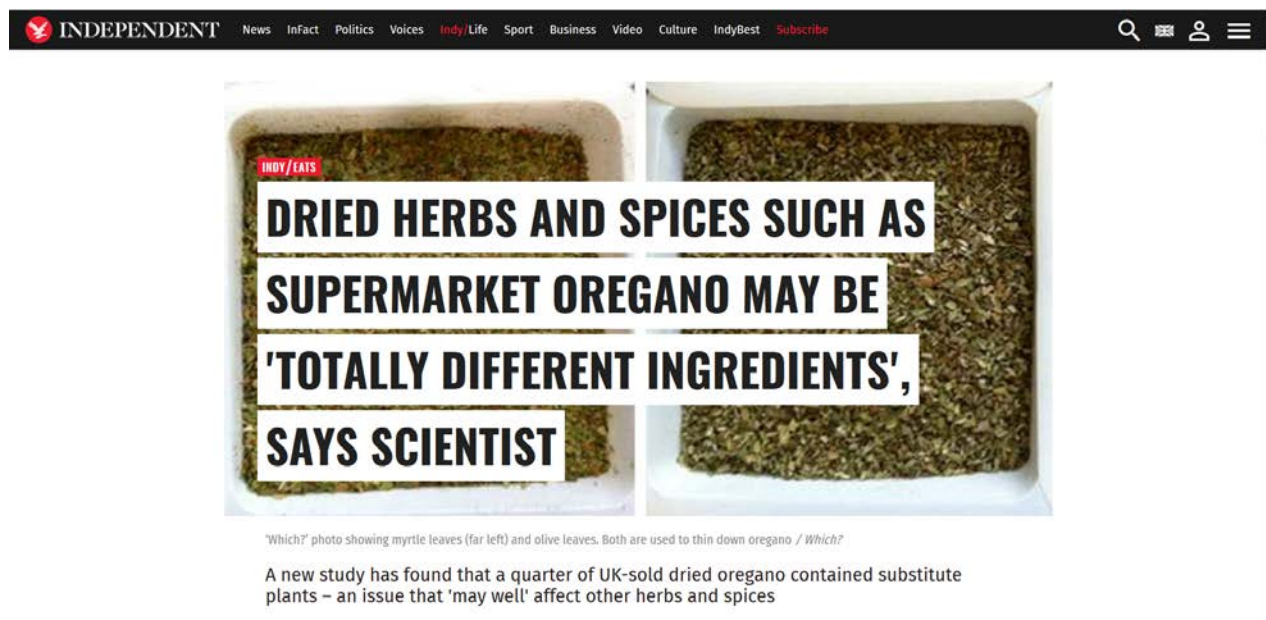 INDEPENDENT News InFact Politics Voices Indy/Life Sport Business Video Culture IndyBest Subscribe
INDY/EATS
DRIED HERBS AND SPICES SUCH AS
SUPERMARKET OREGANO MAY BE
'TOTALLY DIFFERENT INGREDIENTS',
SAYS SCIENTIST
'Which?' photo showing myrtle leaves (far left) and olive leaves. Both are used to thin down oregano / Which?
A new study has found that a quarter of UK-sold dried oregano contained substitute
plants – an issue that 'may well' affect other herbs and spices